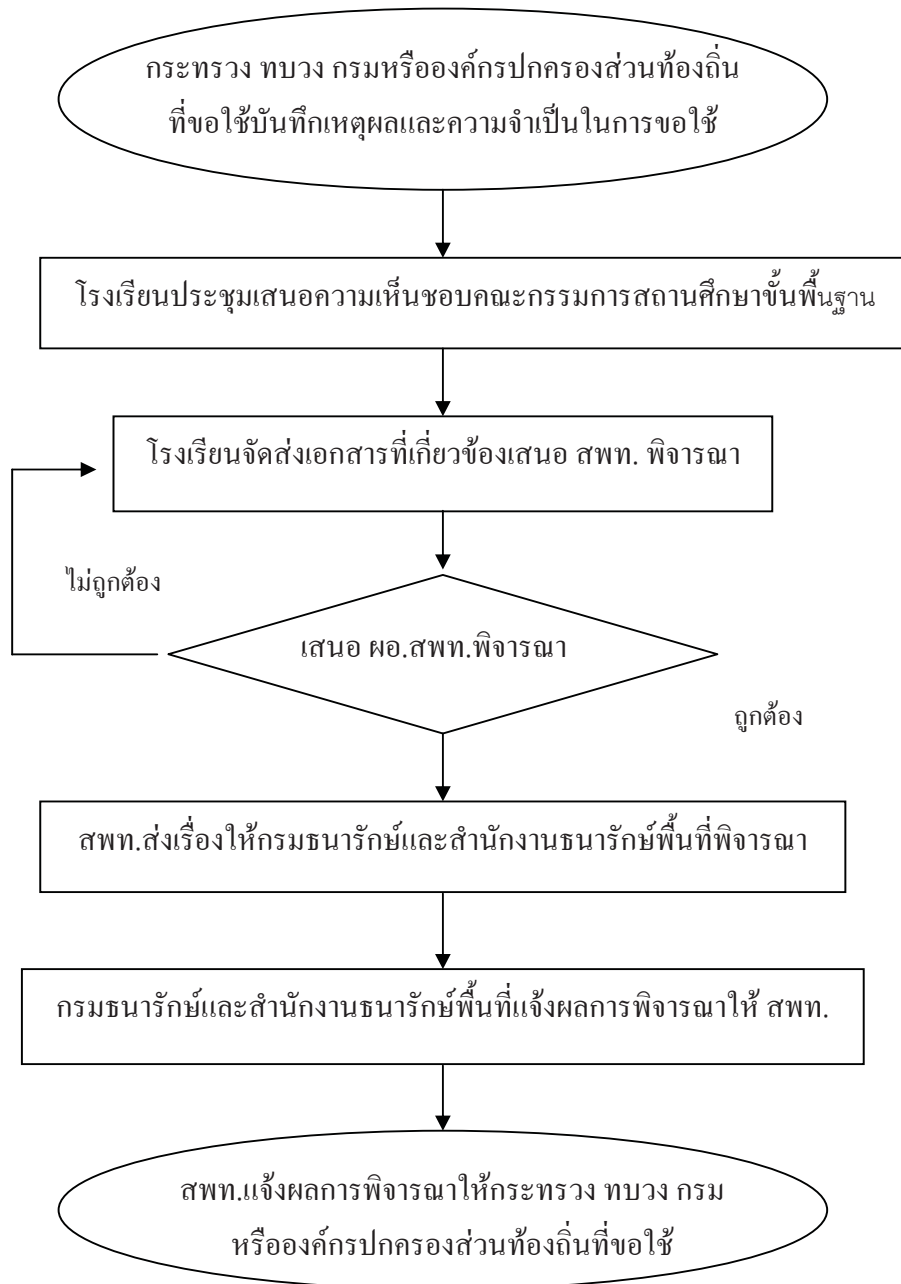 กระทรวง ทบวง กรมหรือองค์กรปกครองส่วนท้องถิ่น
ที่ขอใช้บันทึกเหตุผลและความจำเป็นในการขอใช้
โรงเรียนประชุมเสนอความเห็นชอบคณะกรรมการสถานศึกษาขั้นพื้นฐาน
โรงเรียนจัดส่งเอกสารที่เกี่ยวข้องเสนอ สพท. พิจารณา
ไม่ถูกต้อง
เสนอ ผอ.สพท.พิจารณา
ถูกต้อง
สพท.ส่งเรื่องให้กรมธนารักษ์และสำนักงานธนารักษ์พื้นที่พิจารณา
กรมธนารักษ์และสำนักงานธนารักษ์พื้นที่แจ้งผลการพิจารณาให้ สพท.
สพท.แจ้งผลการพิจารณาให้กระทรวง ทบวง กรม
หรือองค์กรปกครองส่วนท้องถิ่นที่ขอใช้